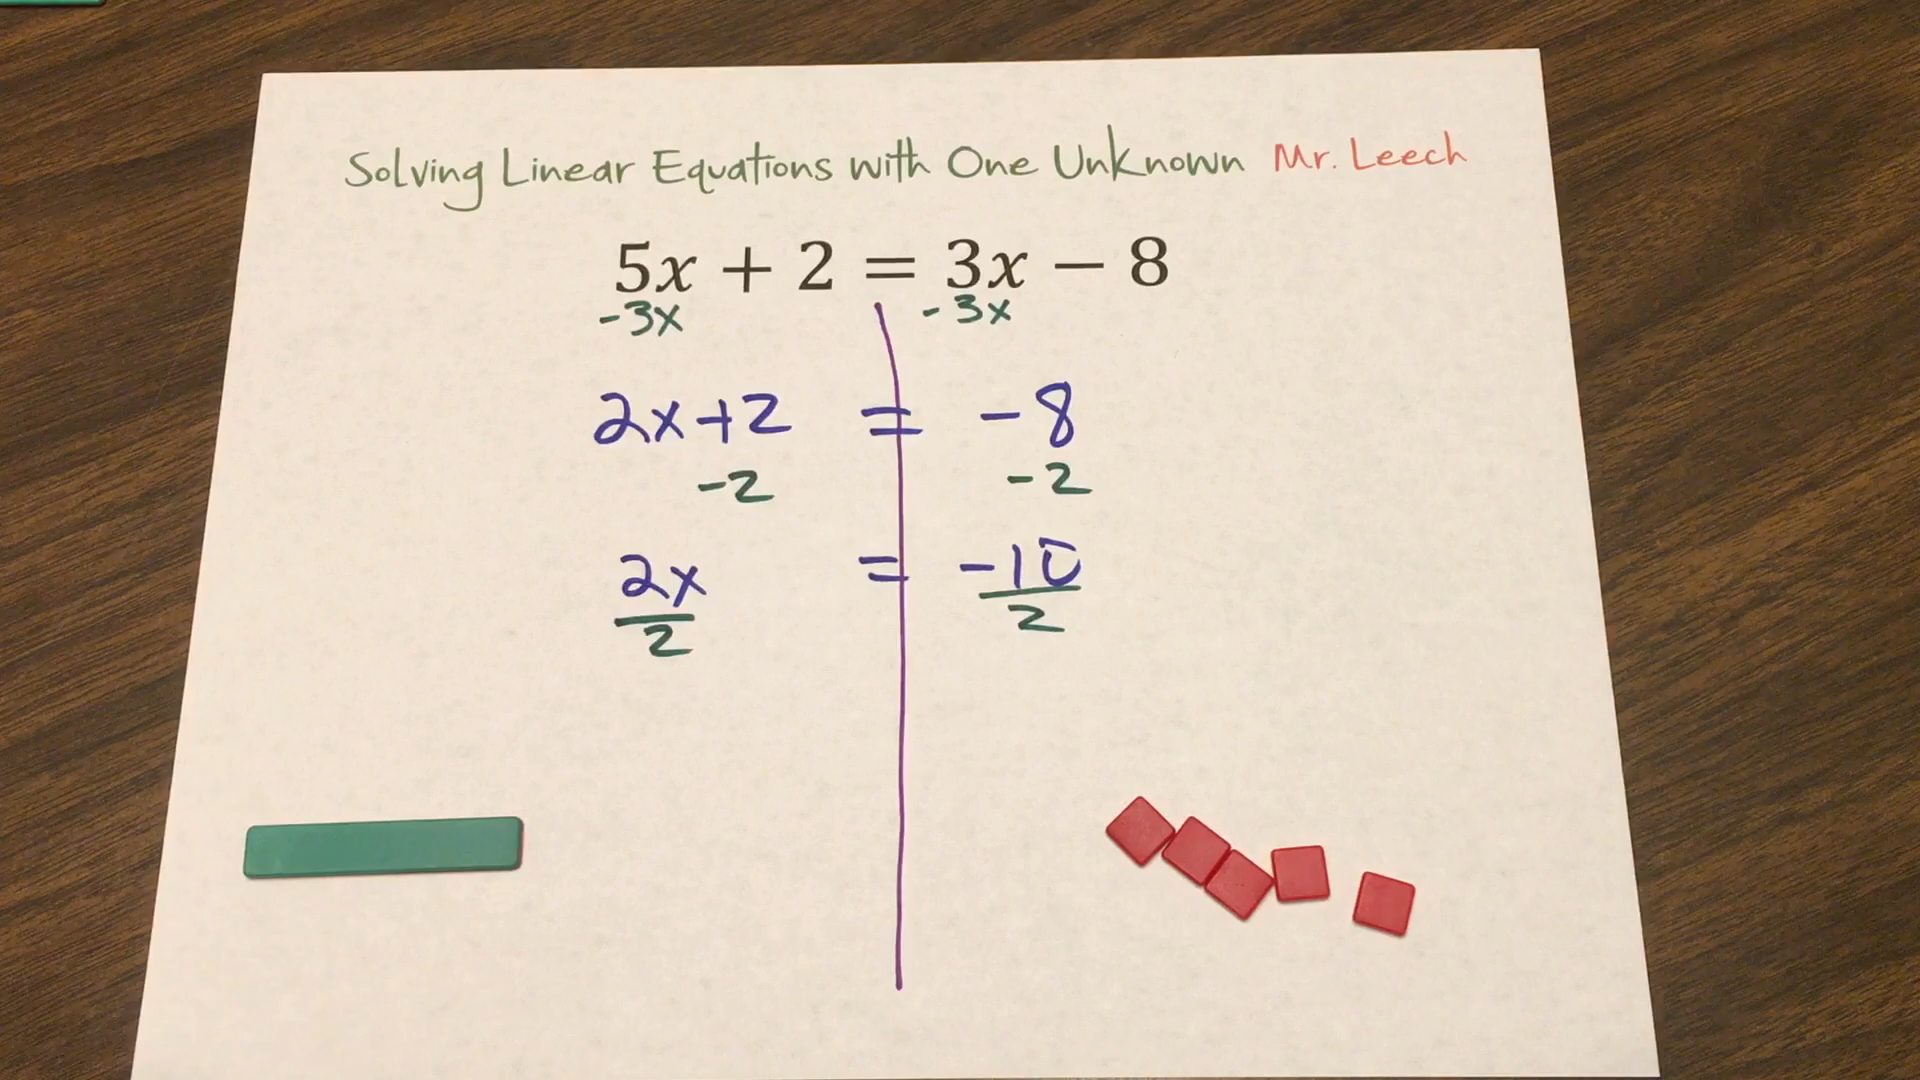 Solving Linear Equations with One Unknown Mr. Leech
5x + 2 = 3x − 8
-3x - 3x
2x+2 = -8
-2 -2
2x = -10
2 2